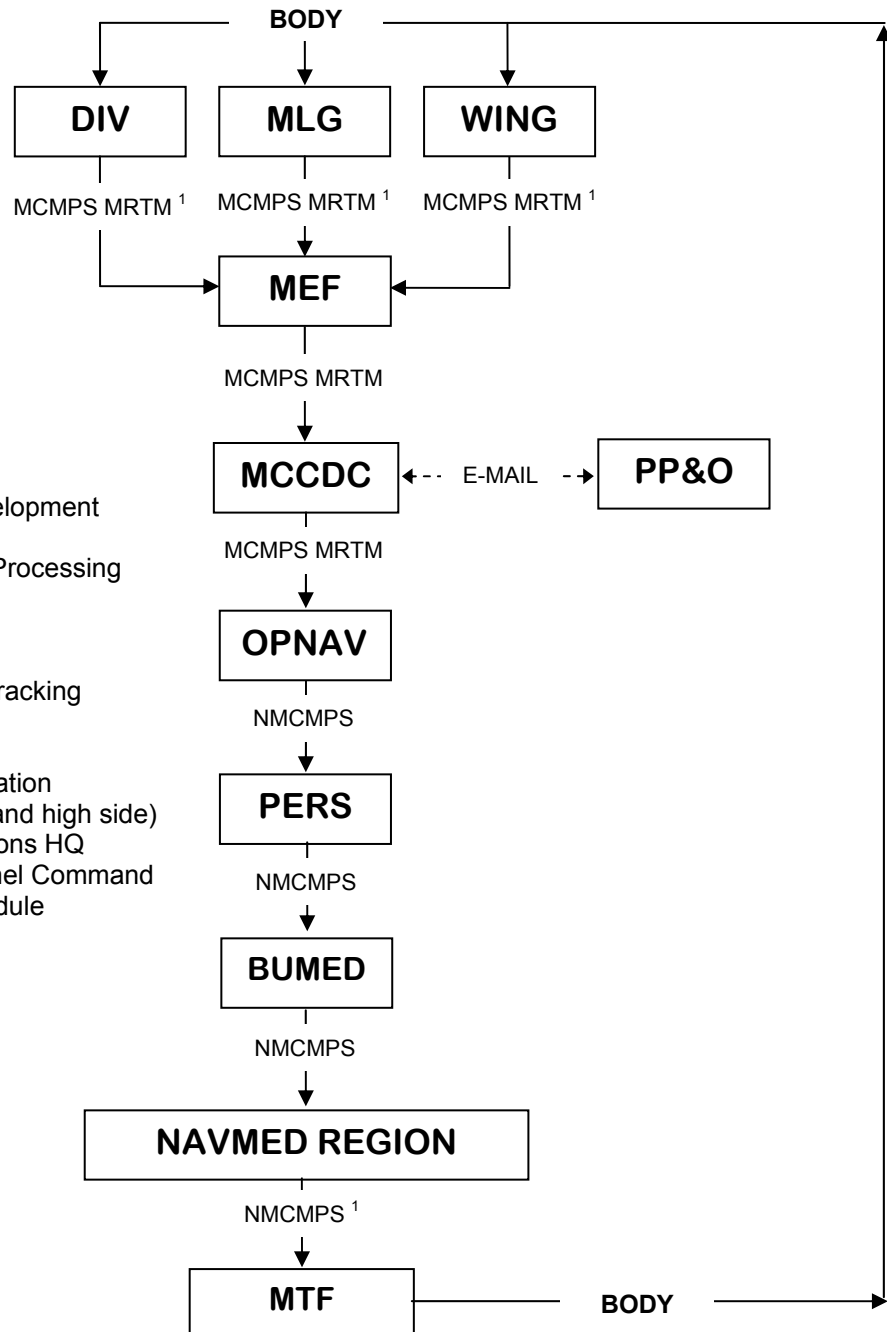 BODY
DIV MLG WING
MCMPS MRTM ¹ MCMPS MRTM ¹ MCMPS MRTM ¹
MEF
MCMPS MRTM
MCCDC E-MAIL PP&O
elopment
MCMPS MRTM
Processing
OPNAV
racking
NMCMPS
ation
PERS
and high side)
ons HQ
nel Command
NMCMPS
dule
BUMED
NMCMPS
NAVMED REGION
NMCMPS ¹
MTF BODY